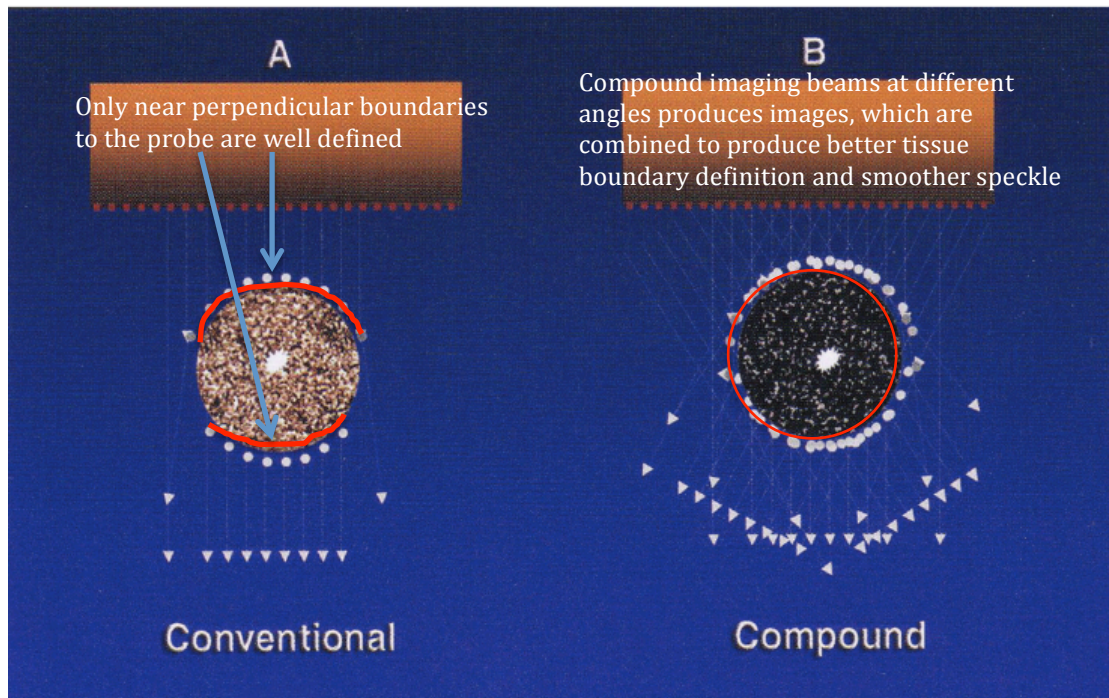 A
Only near perpendicular boundaries
to the probe are well defined
Conventional
B
Compound imaging beams at different
angles produces images, which are
combined to produce better tissue
boundary definition and smoother speckle
Compound